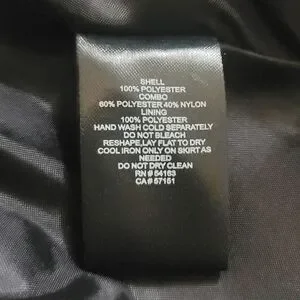 SHELL
100% POLYESTER
COMBO
60% POLYESTER 40% NYLON
LINING
100% POLYESTER
HAND WASH COLD SEPARATELY
DO NOT BLEACH
RESHAPE,LAY FLAT TO DRY
COOL IRON ONLY ON SKIRT AS
NEEDED
DO NOT DRY CLEAN
RN # 54163
CA # 57151